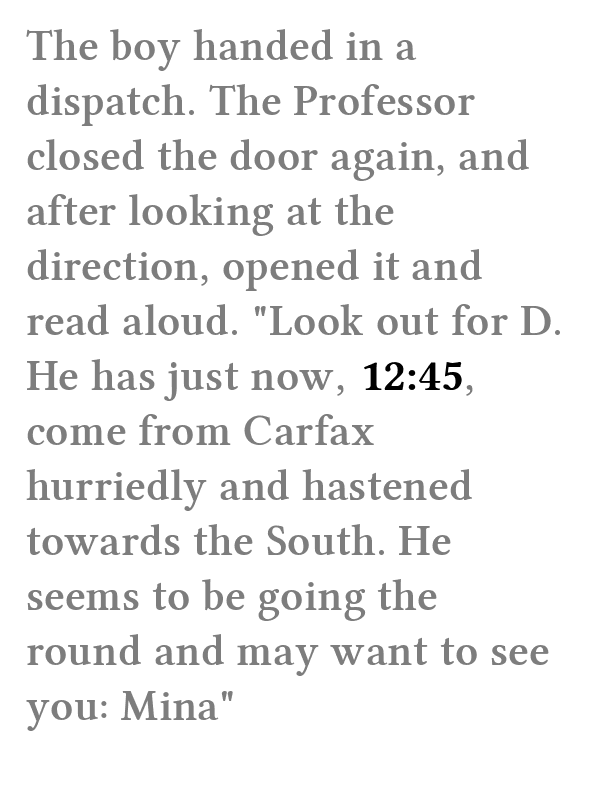 The boy handed in a
dispatch. The Professor
closed the door again, and
after looking at the
direction, opened it and
read aloud. "Look out for D.
He has just now, 12:45,
come from Carfax
hurriedly and hastened
towards the South. He
seems to be going the
round and may want to see
you: Mina"